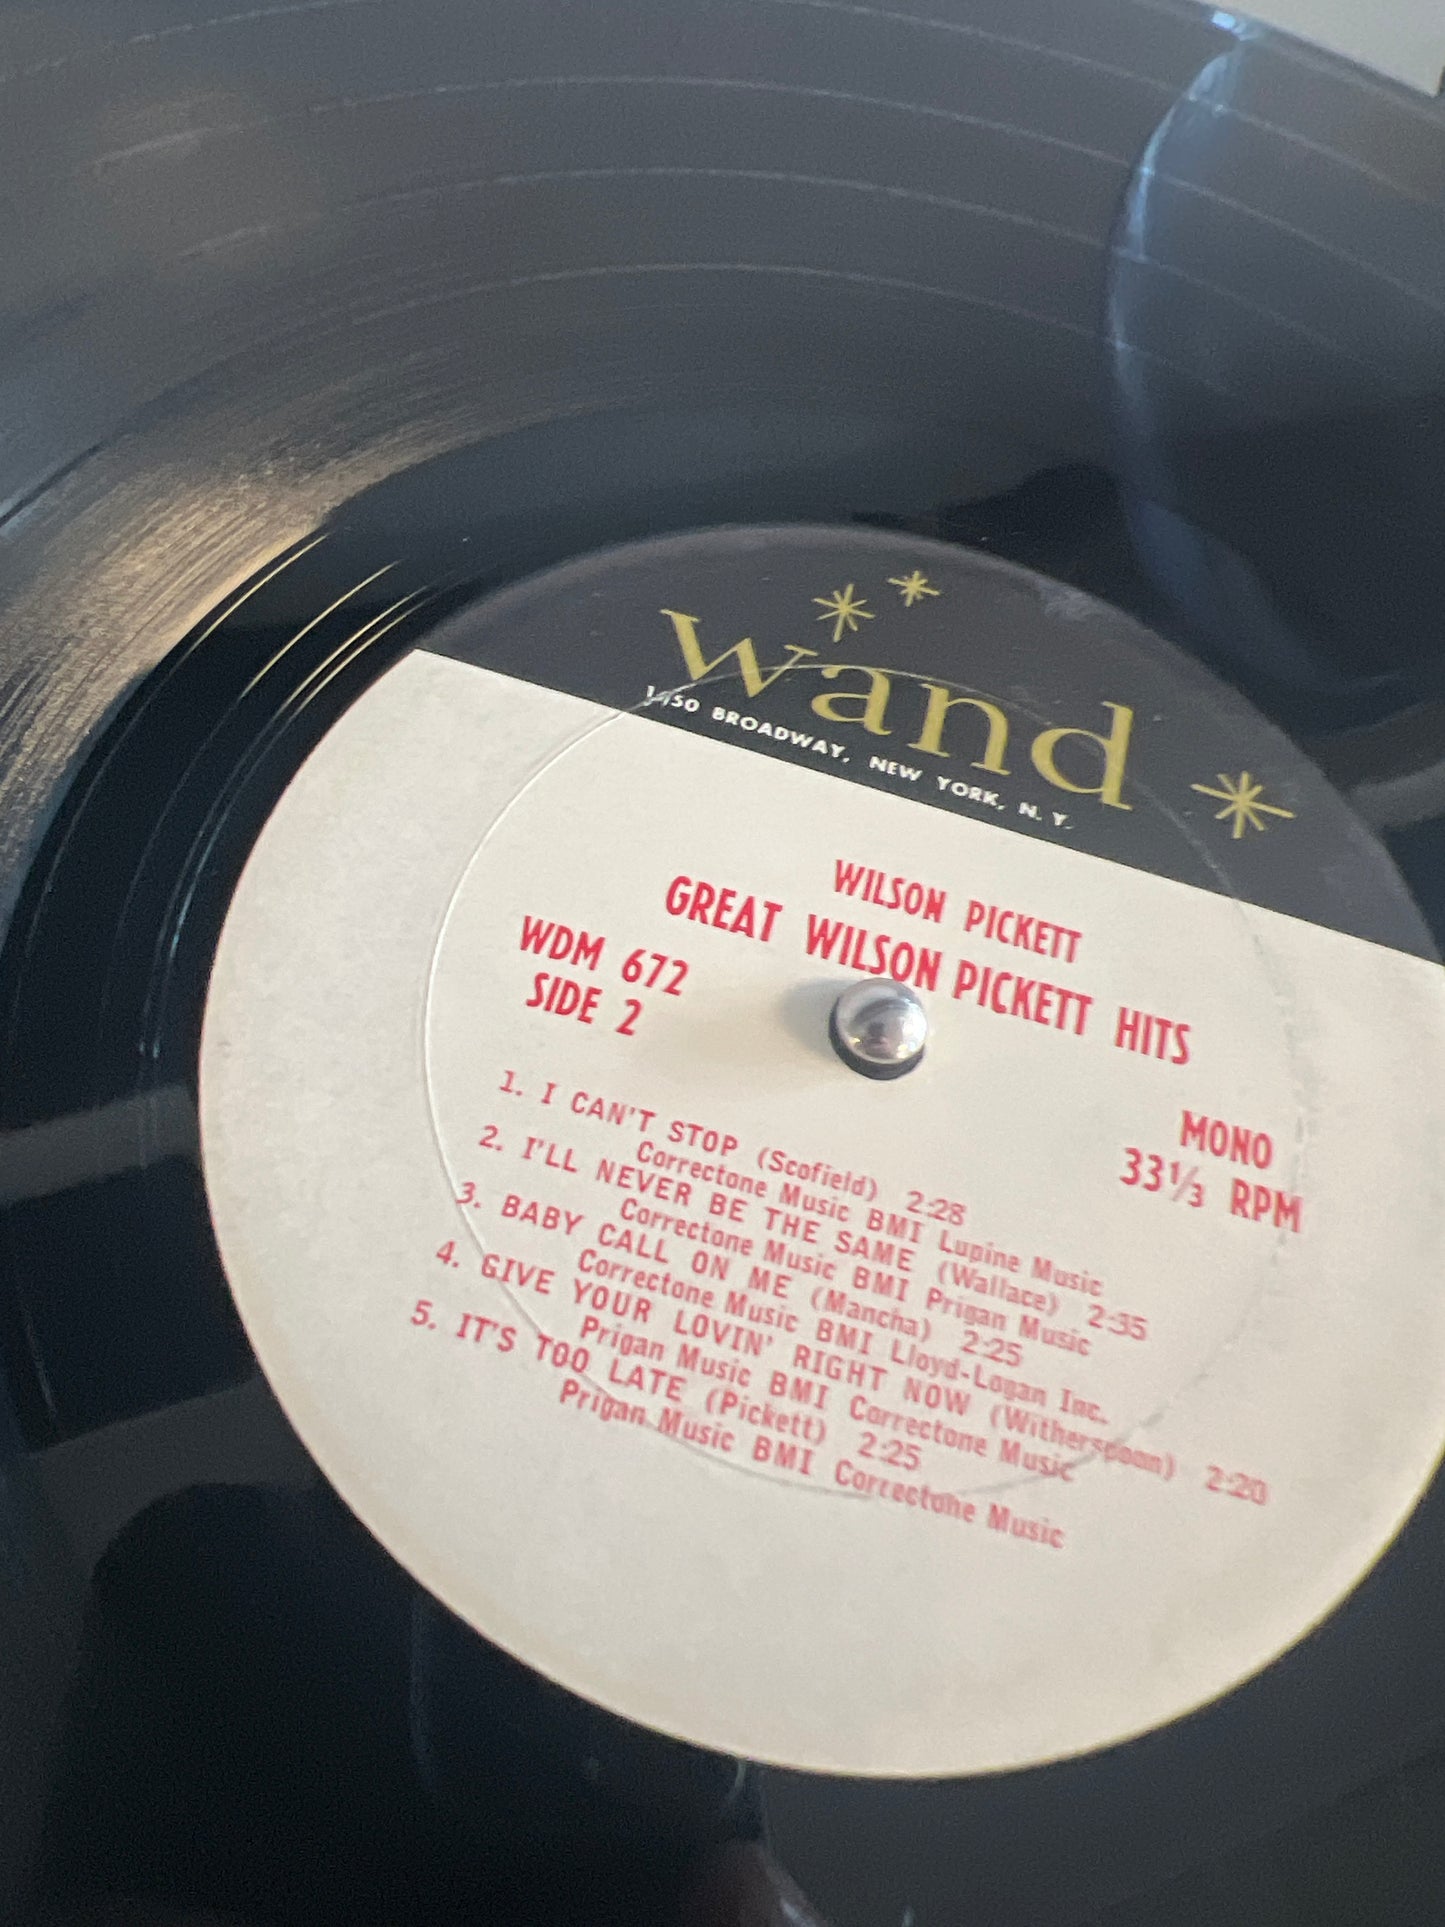 wand
1650 BROADWAY, NEW YORK, N. Y.
WILSON PICKETT
GREAT WILSON PICKETT HITS
WDM 672
SIDE 2
MONO
33⅓ RPM
1. I CAN'T STOP (Scofield) 2:28
Correctone Music BMI Lupine Music
2. I'LL NEVER BE THE SAME (Wallace) 2:35
Correctone Music BMI Prigan Music
3. BABY CALL ON ME (Mancha) 2:25
Correctone Music BMI Lloyd-Logan Inc.
4. GIVE YOUR LOVIN' RIGHT NOW (Witherspoon) 2:20
Prigan Music BMI Correctone Music
5. IT'S TOO LATE (Pickett) 2:25
Prigan Music BMI Correctone Music